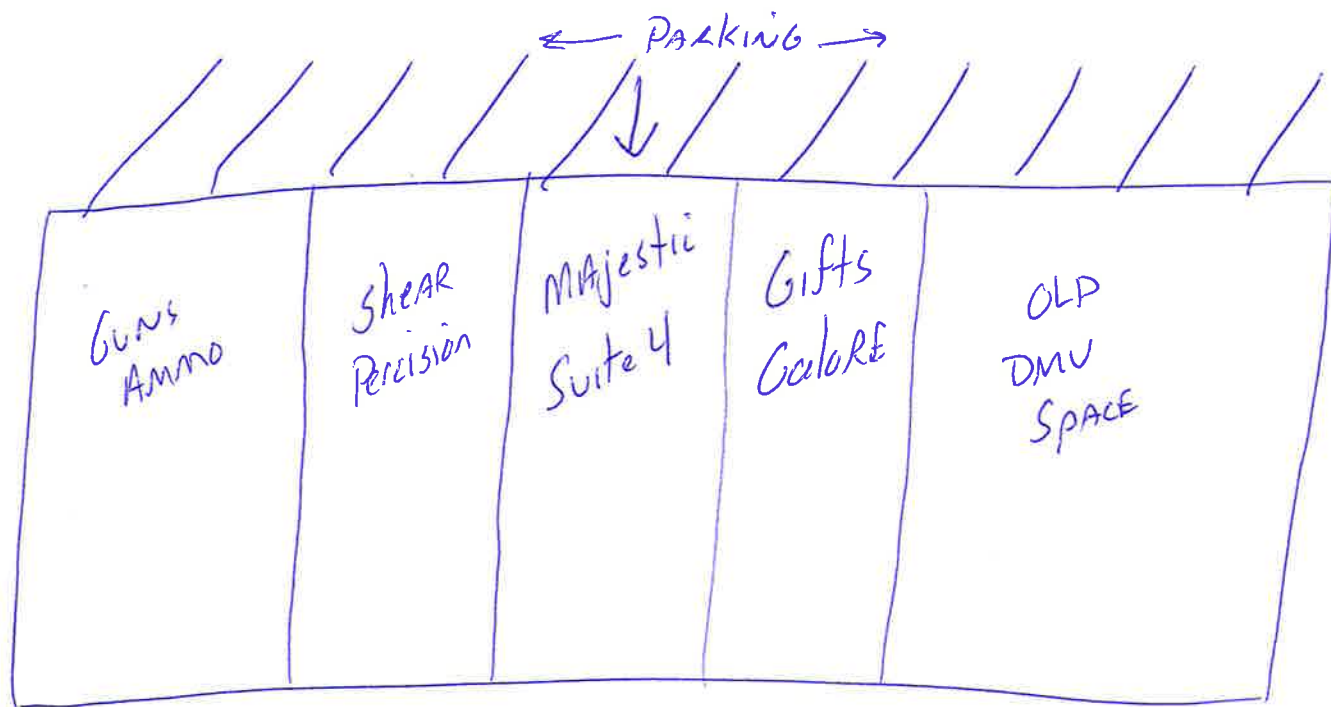 PARKING
GUNS
AMMO
SheAR
Percision
MAjestic
Suite 4
Gifts
GaloRE
OLD
DMV
SPACE